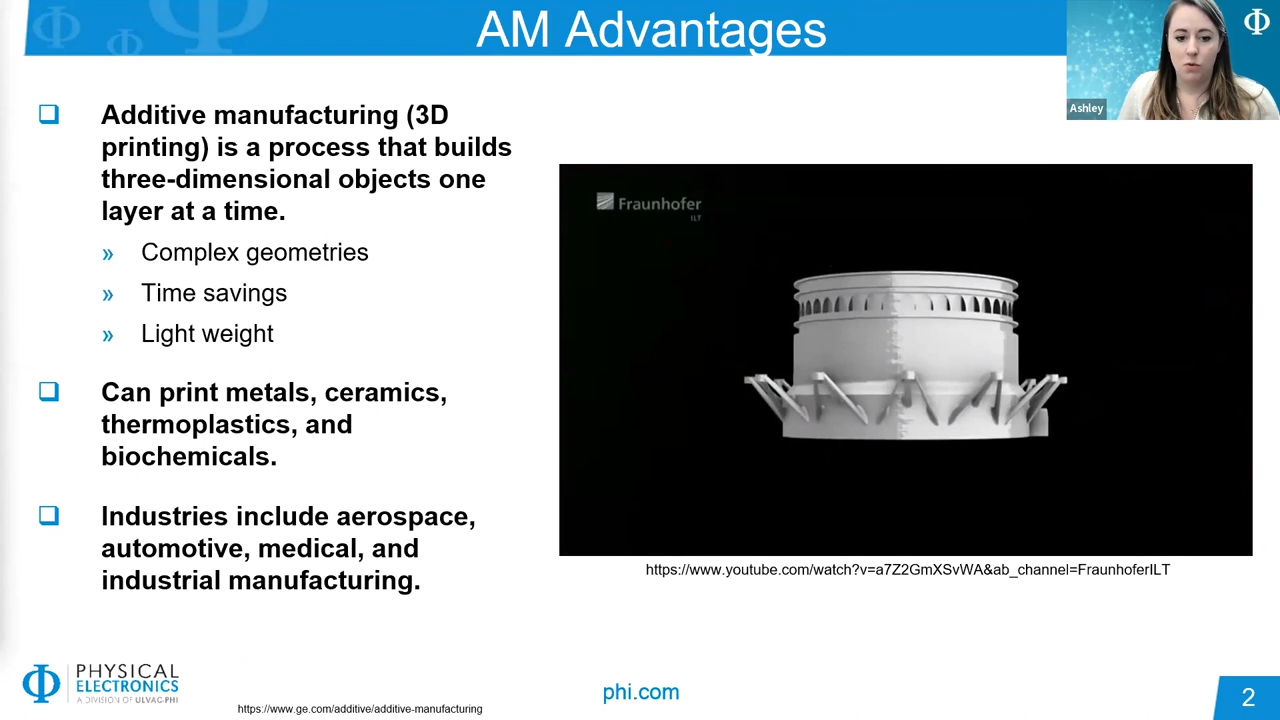 AM Advantages
Ashley
Additive manufacturing (3D
printing) is a process that builds
three-dimensional objects one
layer at a time.
» Complex geometries
» Time savings
» Light weight
Can print metals, ceramics,
thermoplastics, and
biochemicals.
Industries include aerospace,
automotive, medical, and
industrial manufacturing.
Fraunhofer
ILT
https://www.youtube.com/watch?v=a7Z2GmXSvWA&ab_channel=FraunhoferILT
PHYSICAL
ELECTRONICS
A DIVISION OF ULVAC-PHI
https://www.ge.com/additive/additive-manufacturing
phi.com
2